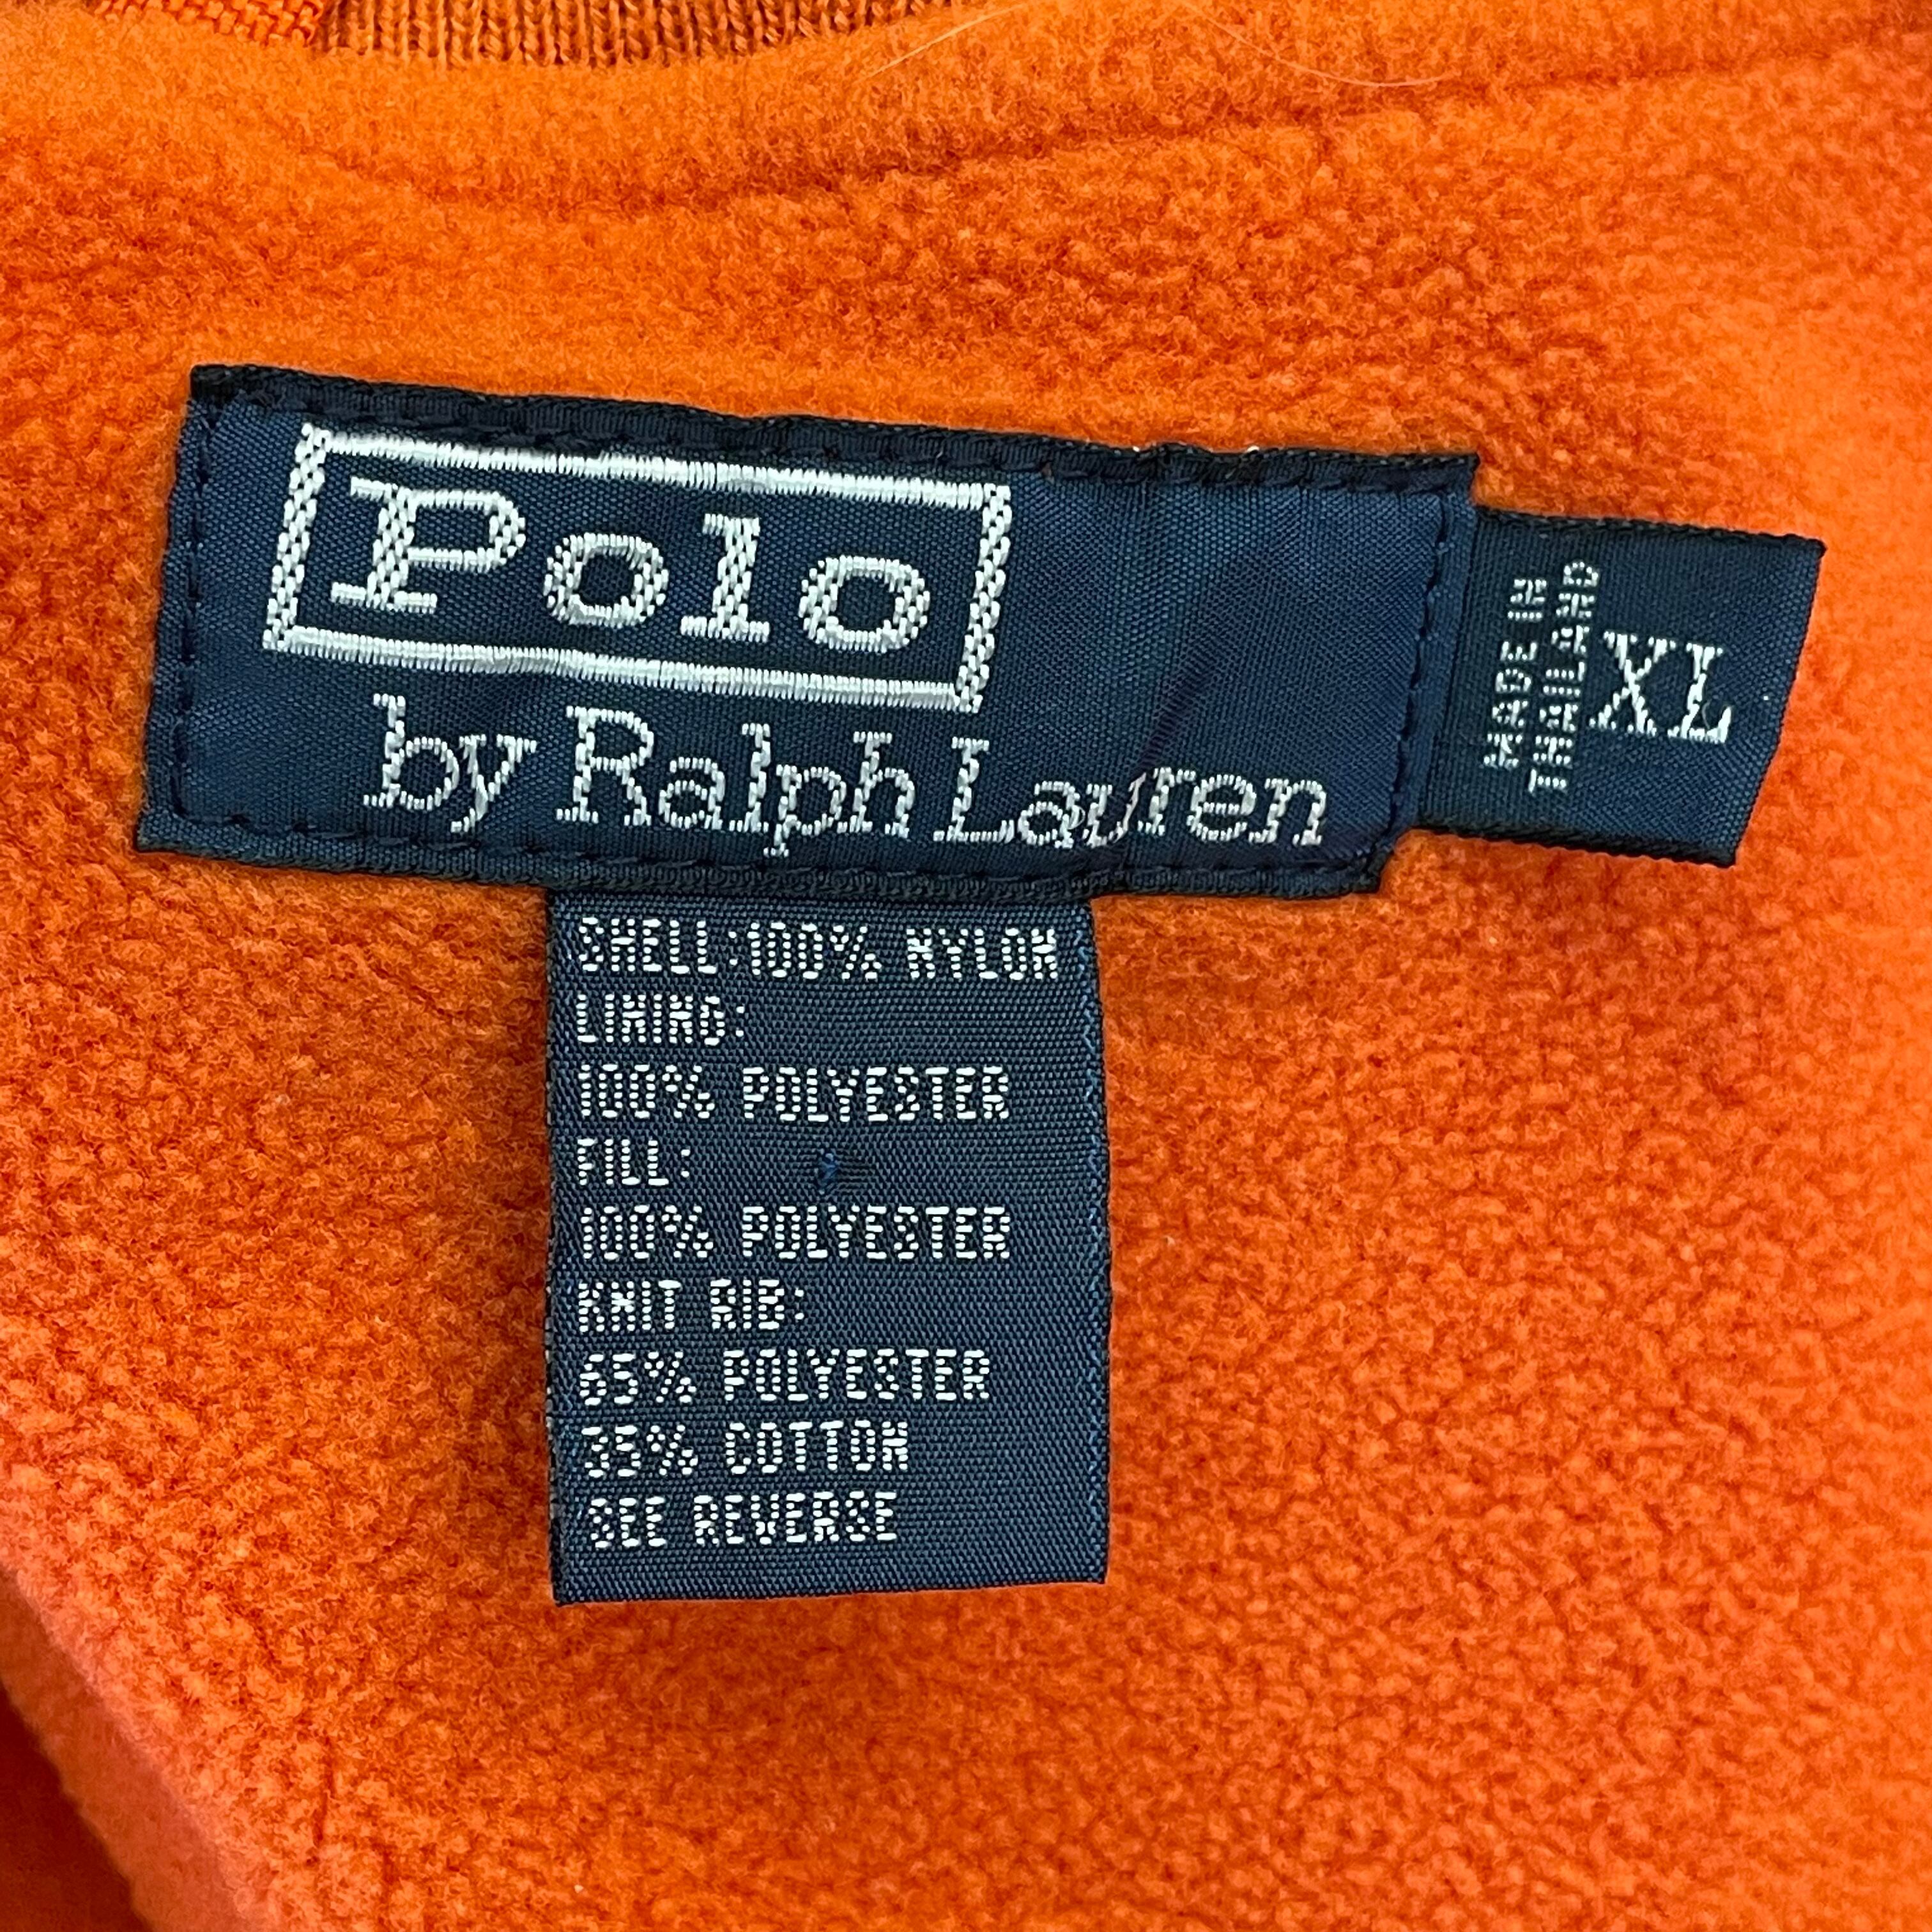 Polo
by Ralph Lauren
MADE IN
THAILAND
XL
SHELL:100% NYLON
LINING:
100% POLYESTER
FILL:
100% POLYESTER
KNIT RIB:
65% POLYESTER
35% COTTON
SEE REVERSE